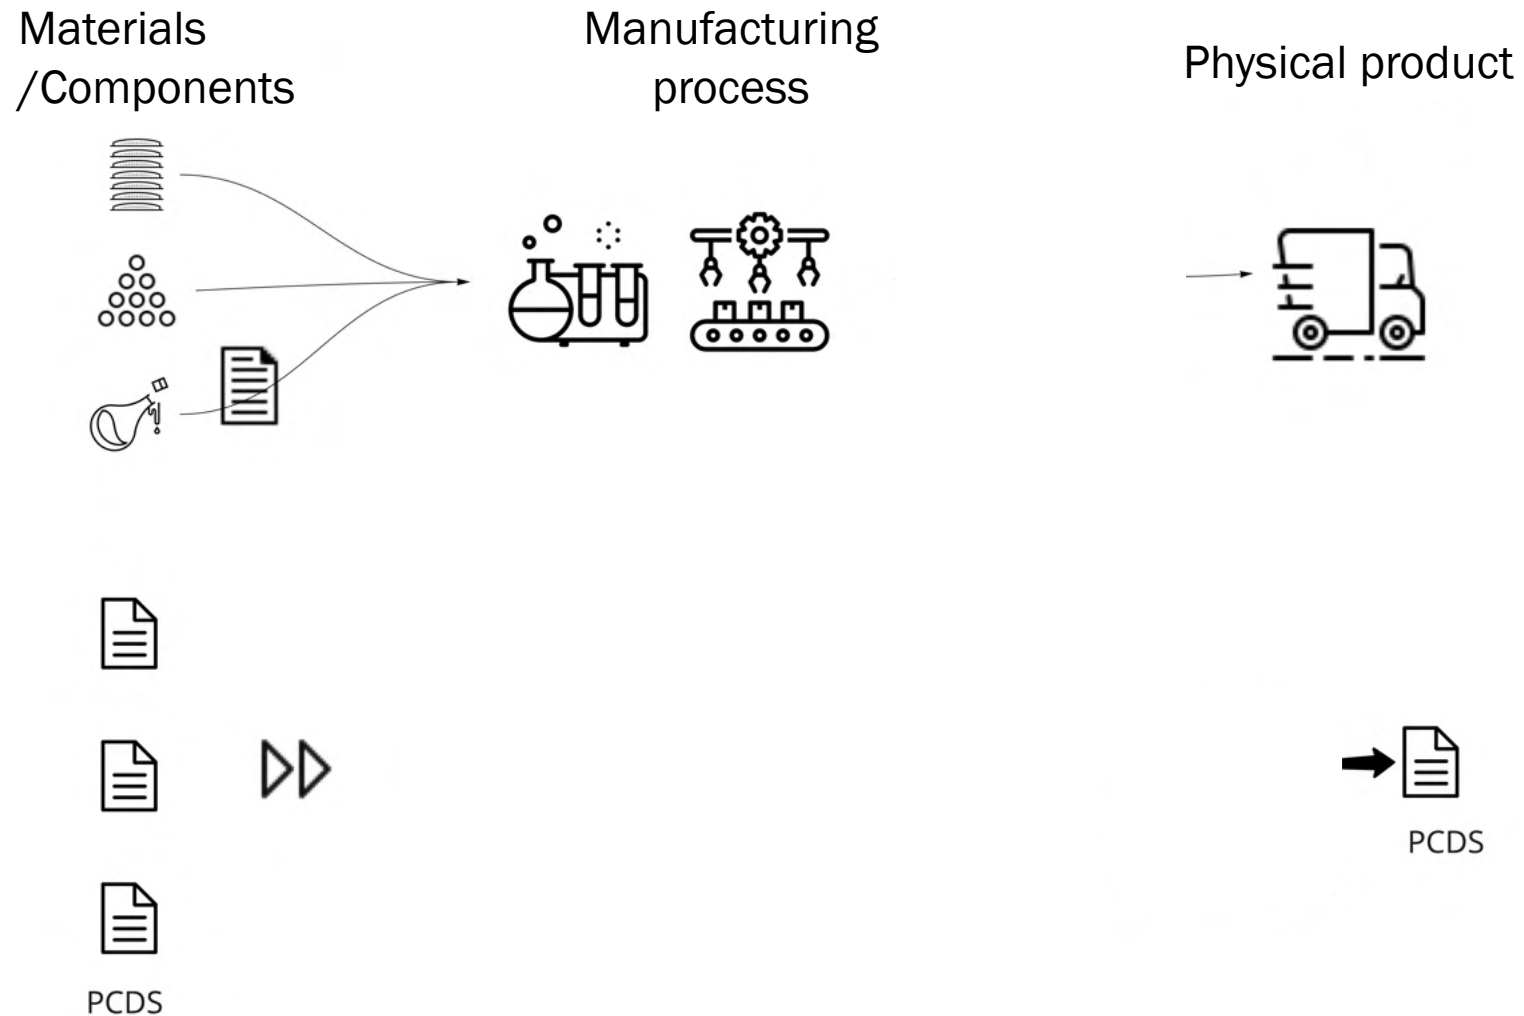 Materials
/Components
Manufacturing
process
Physical product
PCDS
PCDS